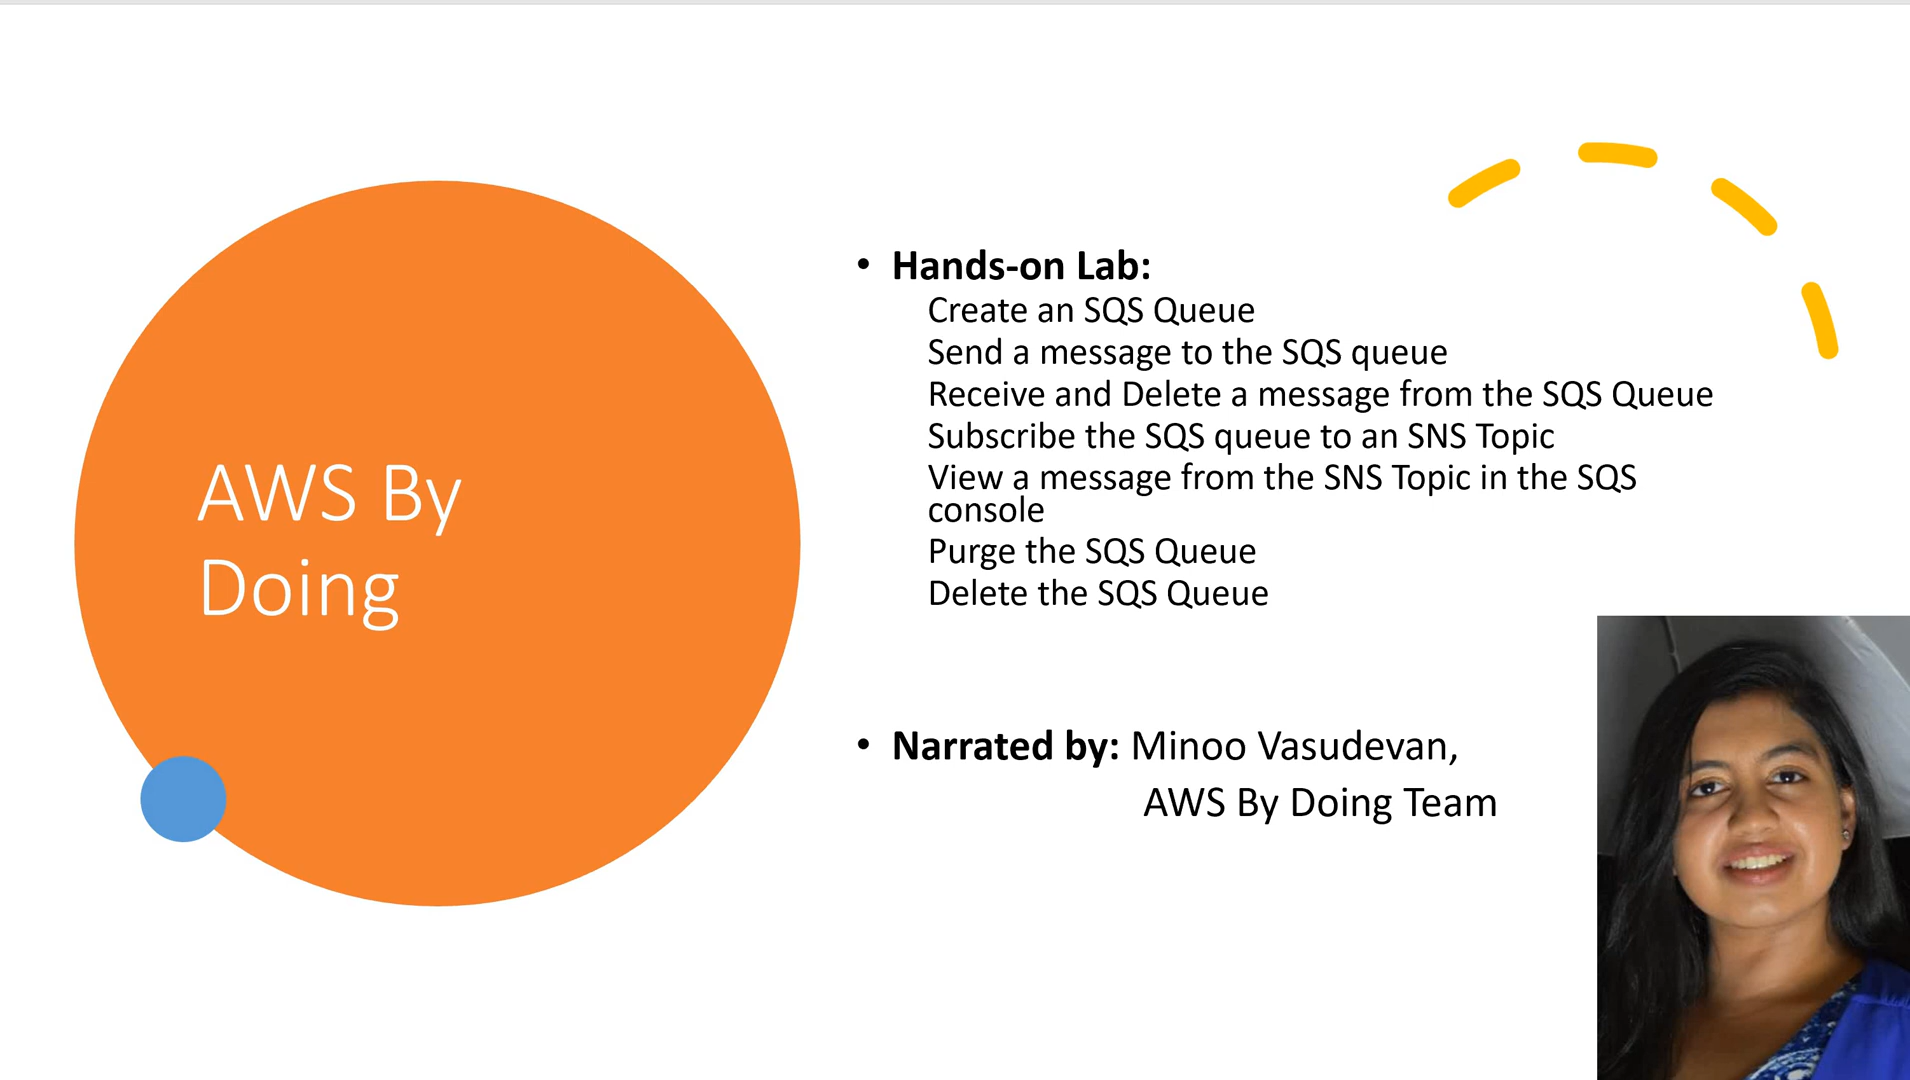 AWS By
Doing
• Hands-on Lab:
Create an SQS Queue
Send a message to the SQS queue
Receive and Delete a message from the SQS Queue
Subscribe the SQS queue to an SNS Topic
View a message from the SNS Topic in the SQS
console
Purge the SQS Queue
Delete the SQS Queue
• Narrated by: Minoo Vasudevan,
AWS By Doing Team